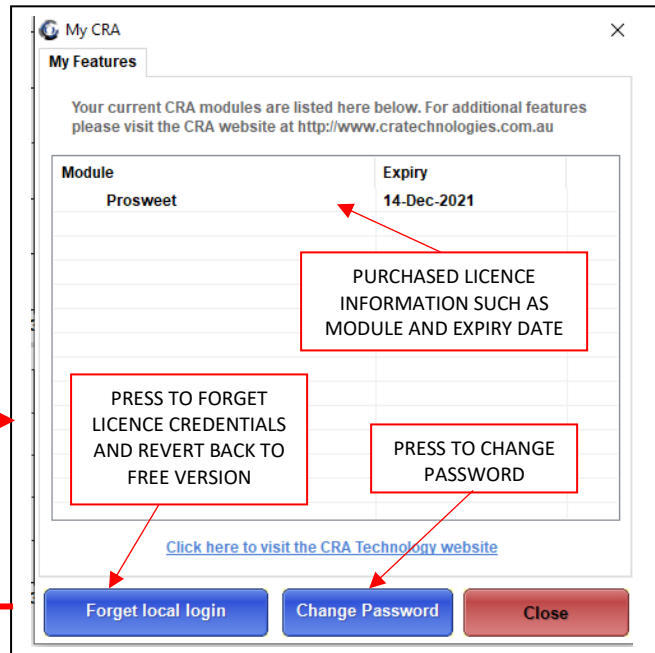 My CRA
My Features
Your current CRA modules are listed here below. For additional features
please visit the CRA website at http://www.cratechnologies.com.au
Module Expiry
Prosweet 14-Dec-2021
PURCHASED LICENCE
INFORMATION SUCH AS
MODULE AND EXPIRY DATE
PRESS TO FORGET
LICENCE CREDENTIALS
AND REVERT BACK TO
FREE VERSION
PRESS TO CHANGE
PASSWORD
Click here to visit the CRA Technology website
Forget local login Change Password Close